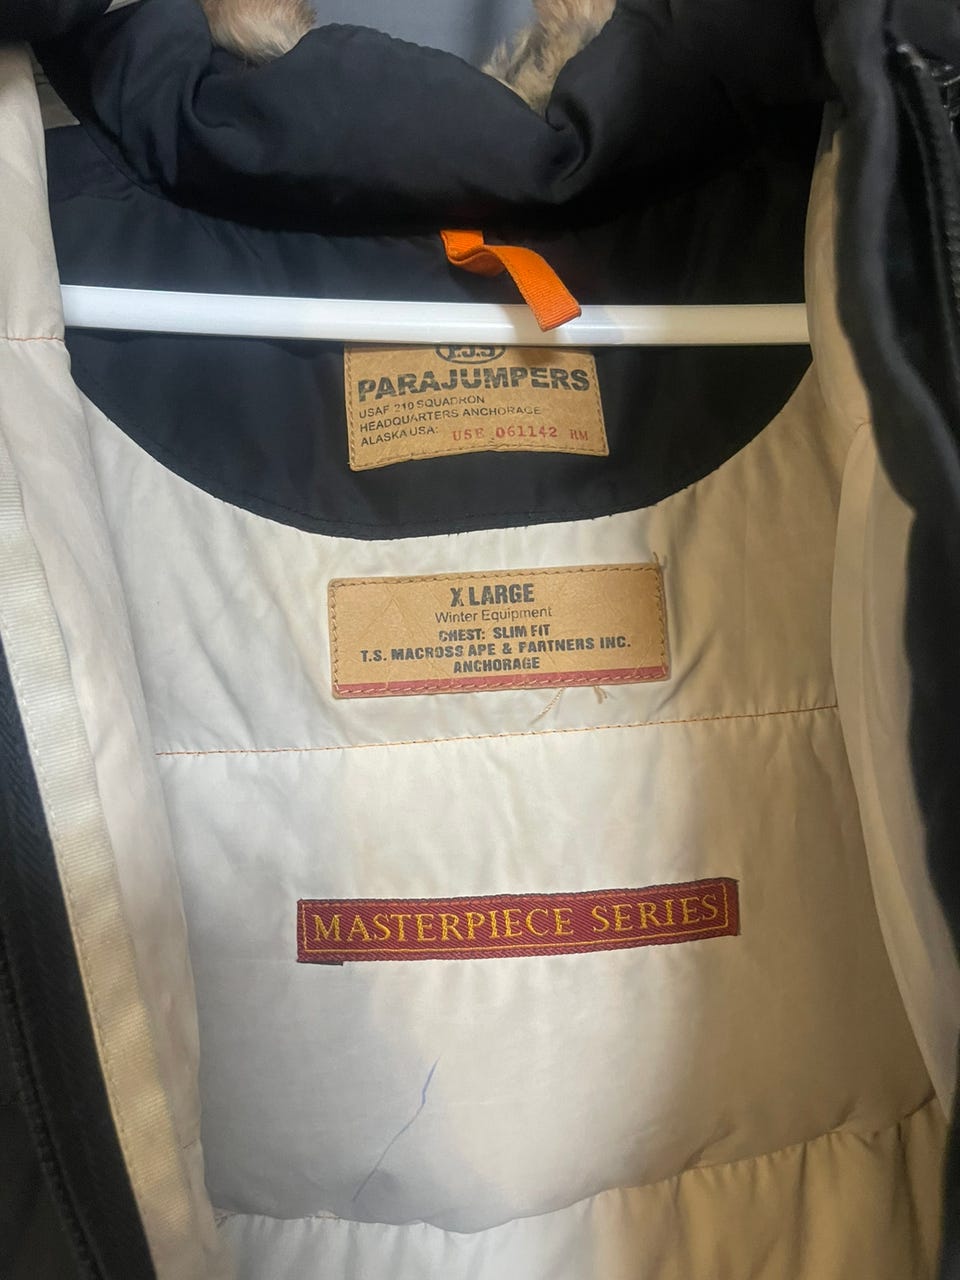 P.J.S
PARAJUMPERS
USAF 210 SQUADRON
HEADQUARTERS ANCHORAGE
ALASKA USA: USE 061142 RM
X LARGE
Winter Equipment
CHEST: SLIM FIT
T.S. MACROSS APE & PARTNERS INC.
ANCHORAGE
MASTERPIECE SERIES